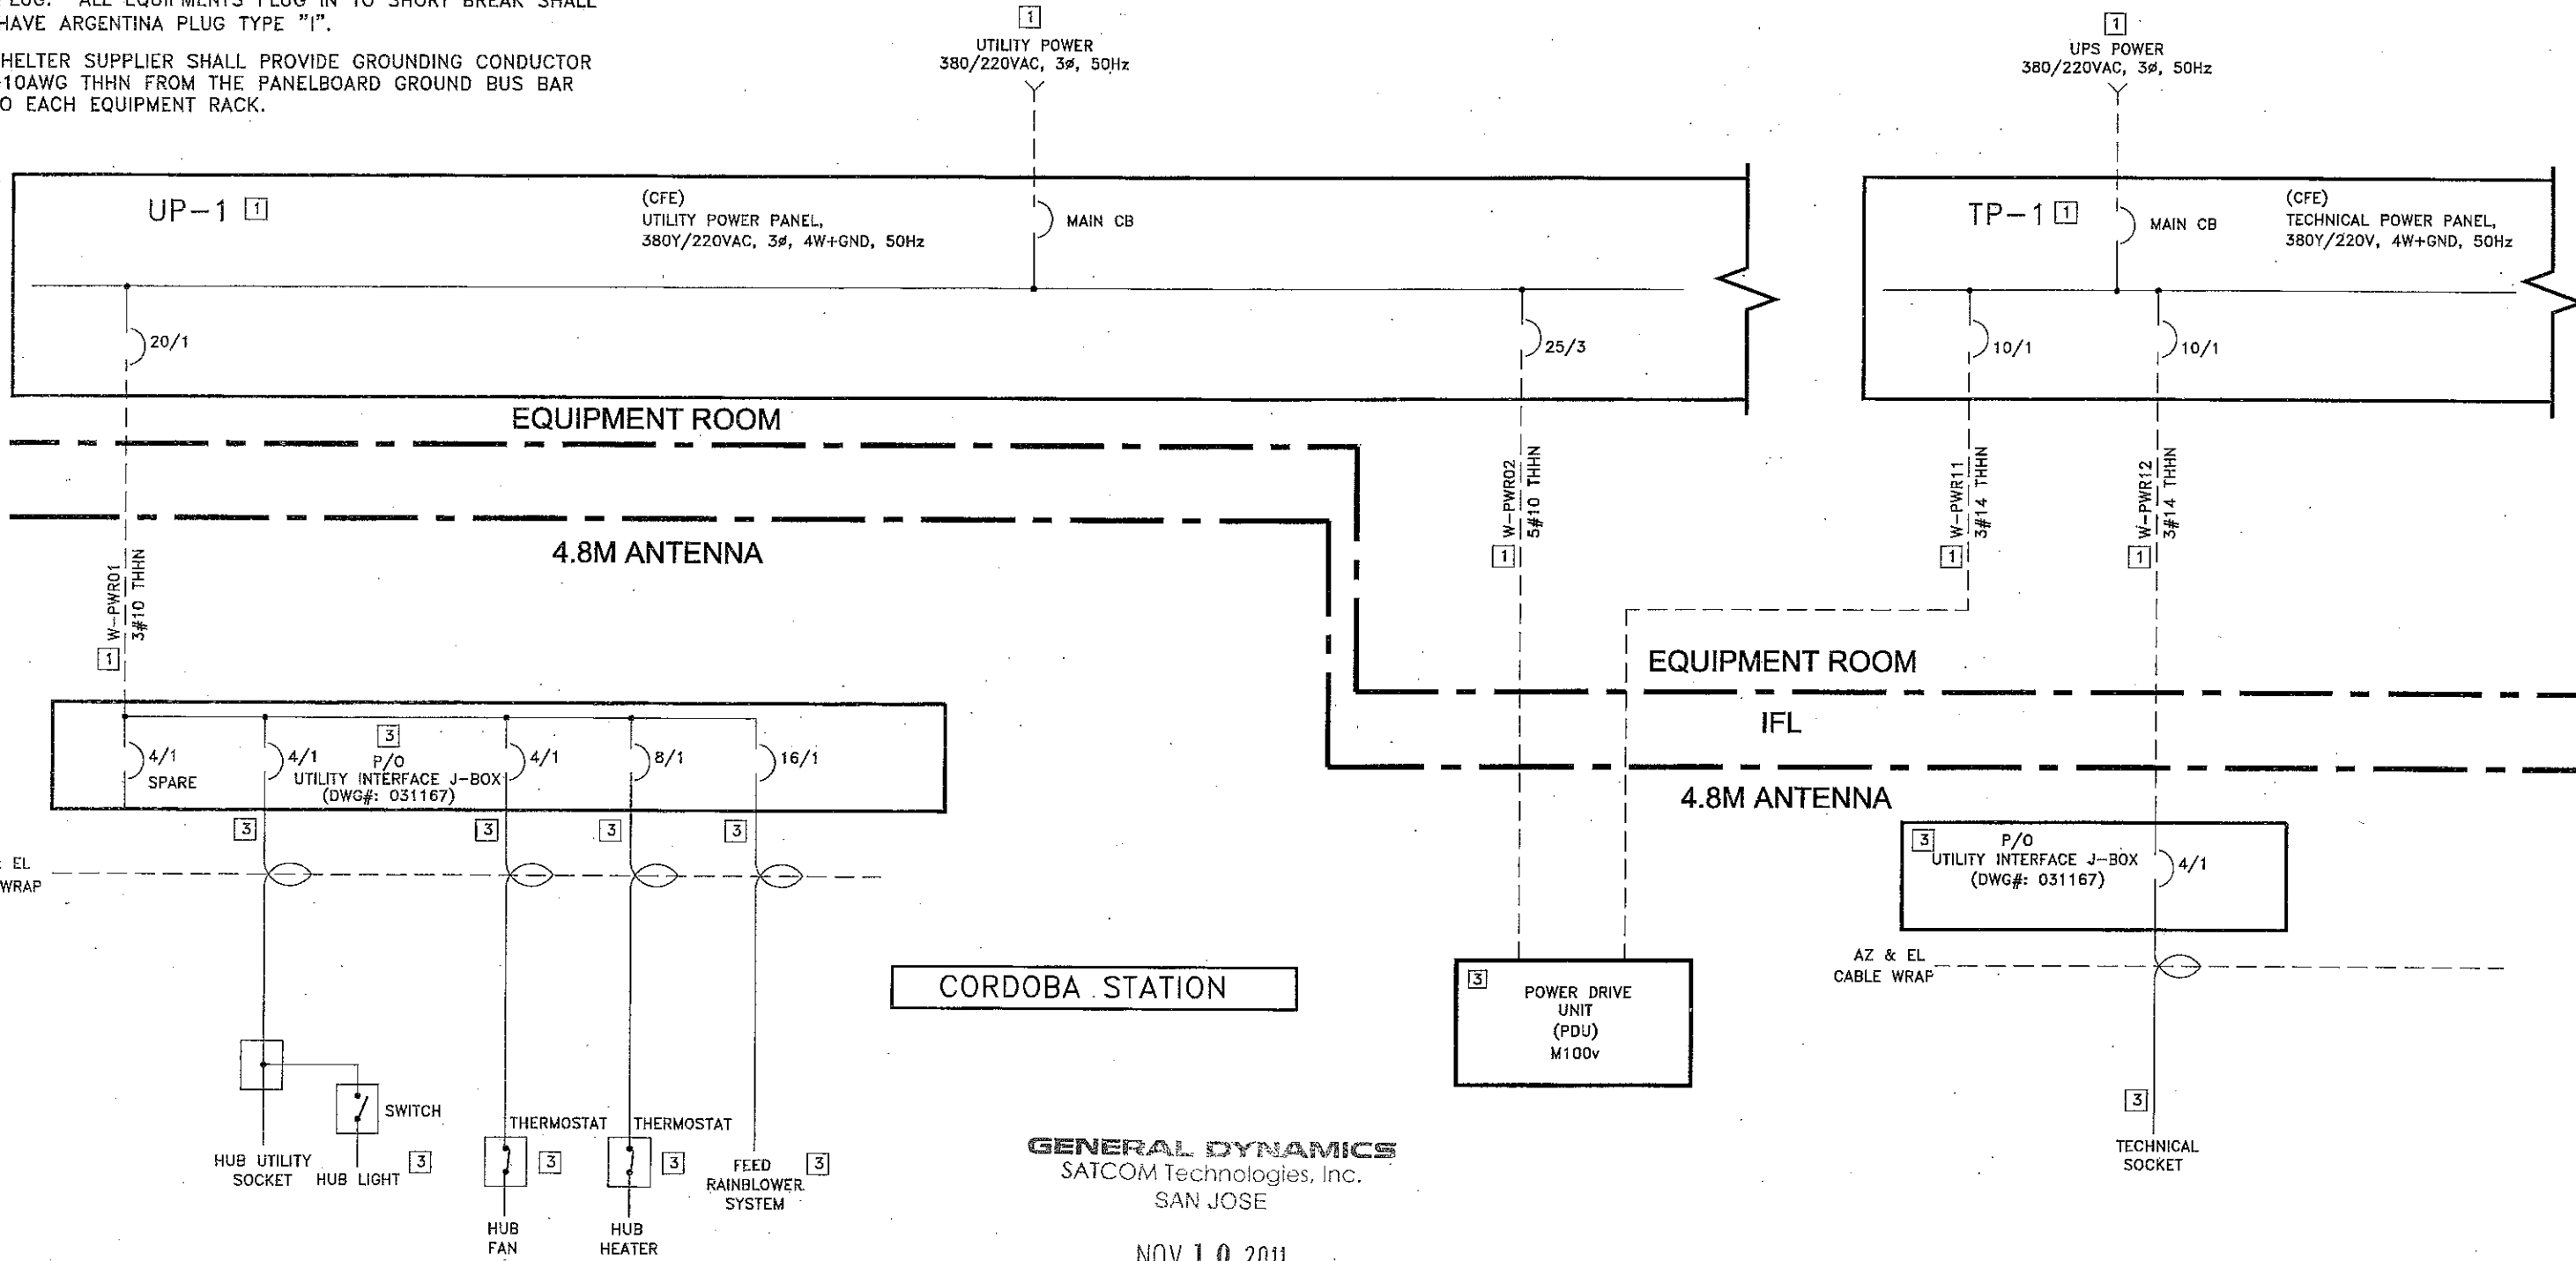 ALL EQUIPMENTS PLUG IN TO SHORT BREAK SHALL
HAVE ARGENTINA PLUG TYPE "I".
SHALL PROVIDE GROUNDING CONDUCTOR
10AWG THHN FROM THE PANELBOARD GROUND BUS BAR
EACH EQUIPMENT RACK.
1
UTILITY POWER
380/220VAC, 3ø, 50Hz
1
UPS POWER
380/220VAC, 3ø, 50Hz
UP-1 1
(CFE)
UTILITY POWER PANEL,
380Y/220VAC, 3ø, 4W+GND, 50Hz
MAIN CB
TP-1 1
MAIN CB
(CFE)
TECHNICAL POWER PANEL,
380Y/220V, 4W+GND, 50Hz
20/1
25/3
10/1
10/1
EQUIPMENT ROOM
4.8M ANTENNA
W-PWR01
3#10 THHN
1
W-PWR02
5#10 THHN
1
W-PWR11
3#14 THHN
1
W-PWR12
3#14 THHN
1
EQUIPMENT ROOM
IFL
4.8M ANTENNA
4/1
SPARE
4/1
3
P/O
UTILITY INTERFACE J-BOX
(DWG#: 031167)
4/1
8/1
16/1
3
3
3
3
EL
WRAP
3
P/O
UTILITY INTERFACE J-BOX
(DWG#: 031167)
4/1
AZ & EL
CABLE WRAP
CORDOBA STATION
3
POWER DRIVE
UNIT
(PDU)
M100v
SWITCH
HUB UTILITY
SOCKET
HUB LIGHT
3
THERMOSTAT
3
HUB
FAN
THERMOSTAT
3
HUB
HEATER
FEED
RAINBLOWER
SYSTEM
3
3
TECHNICAL
SOCKET
GENERAL DYNAMICS
SATCOM Technologies, Inc.
SAN JOSE
NOV 10 2011